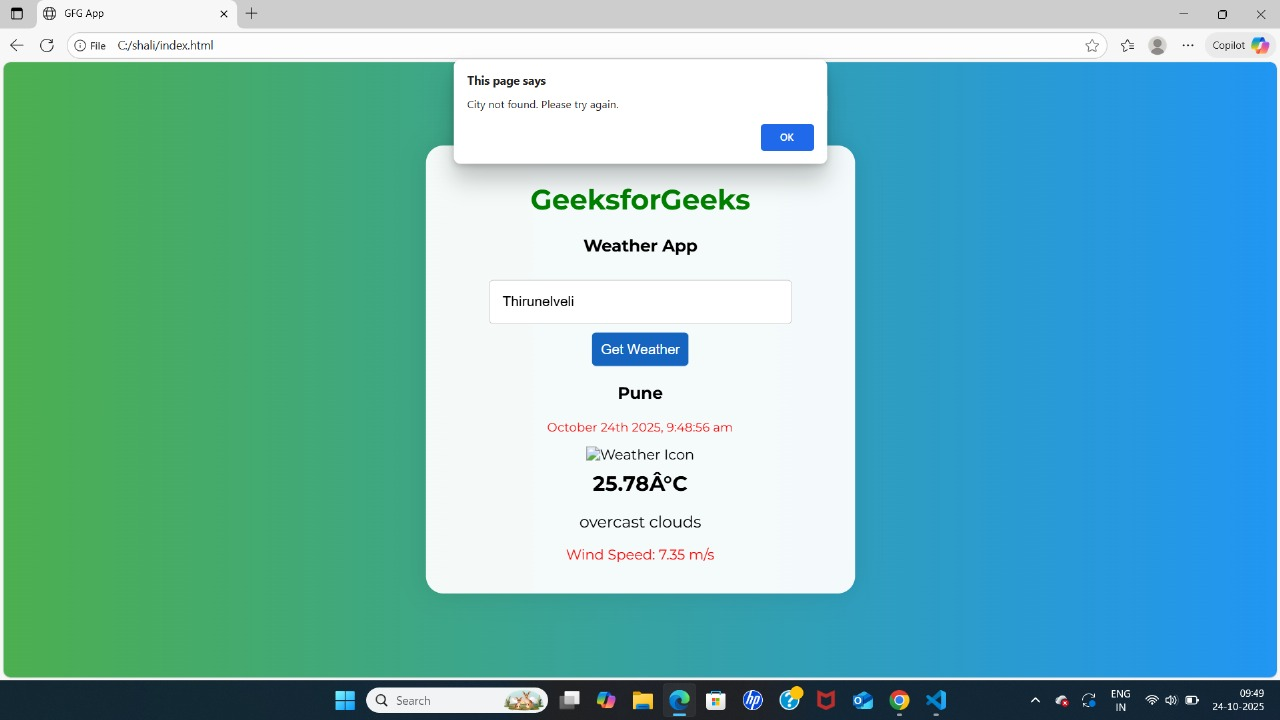 GFG App
File C:/shali/index.html
Copilot
This page says
City not found. Please try again.
OK
GeeksforGeeks
Weather App
Thirunelveli
Get Weather
Pune
October 24th 2025, 9:48:56 am
Weather Icon
25.78Â°C
overcast clouds
Wind Speed: 7.35 m/s
Search
ENG
IN
09:49
24-10-2025